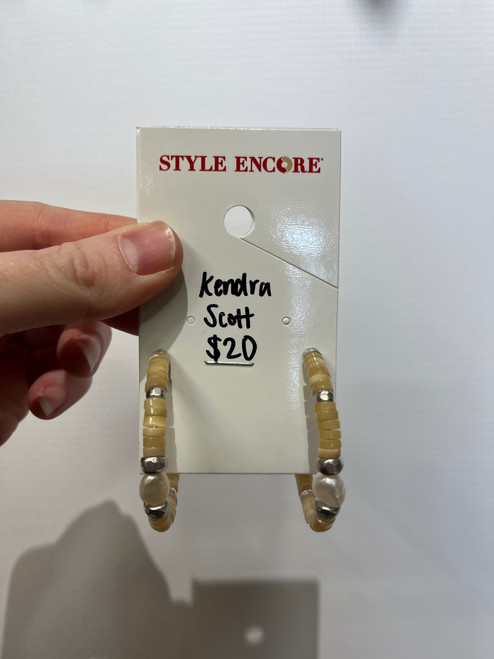 STYLE ENCORE
Kendra
Scott
$20